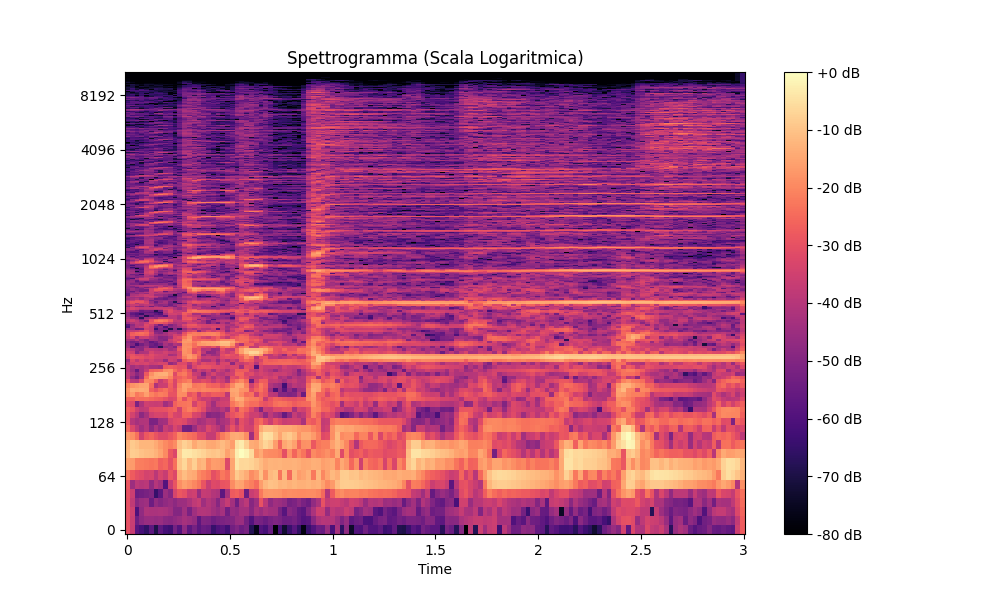 Spettrogramma (Scala Logaritmica)
Hz
8192
4096
2048
1024
512
256
128
64
0
0
0.5
1
1.5
2
2.5
3
Time
+0 dB
-10 dB
-20 dB
-30 dB
-40 dB
-50 dB
-60 dB
-70 dB
-80 dB